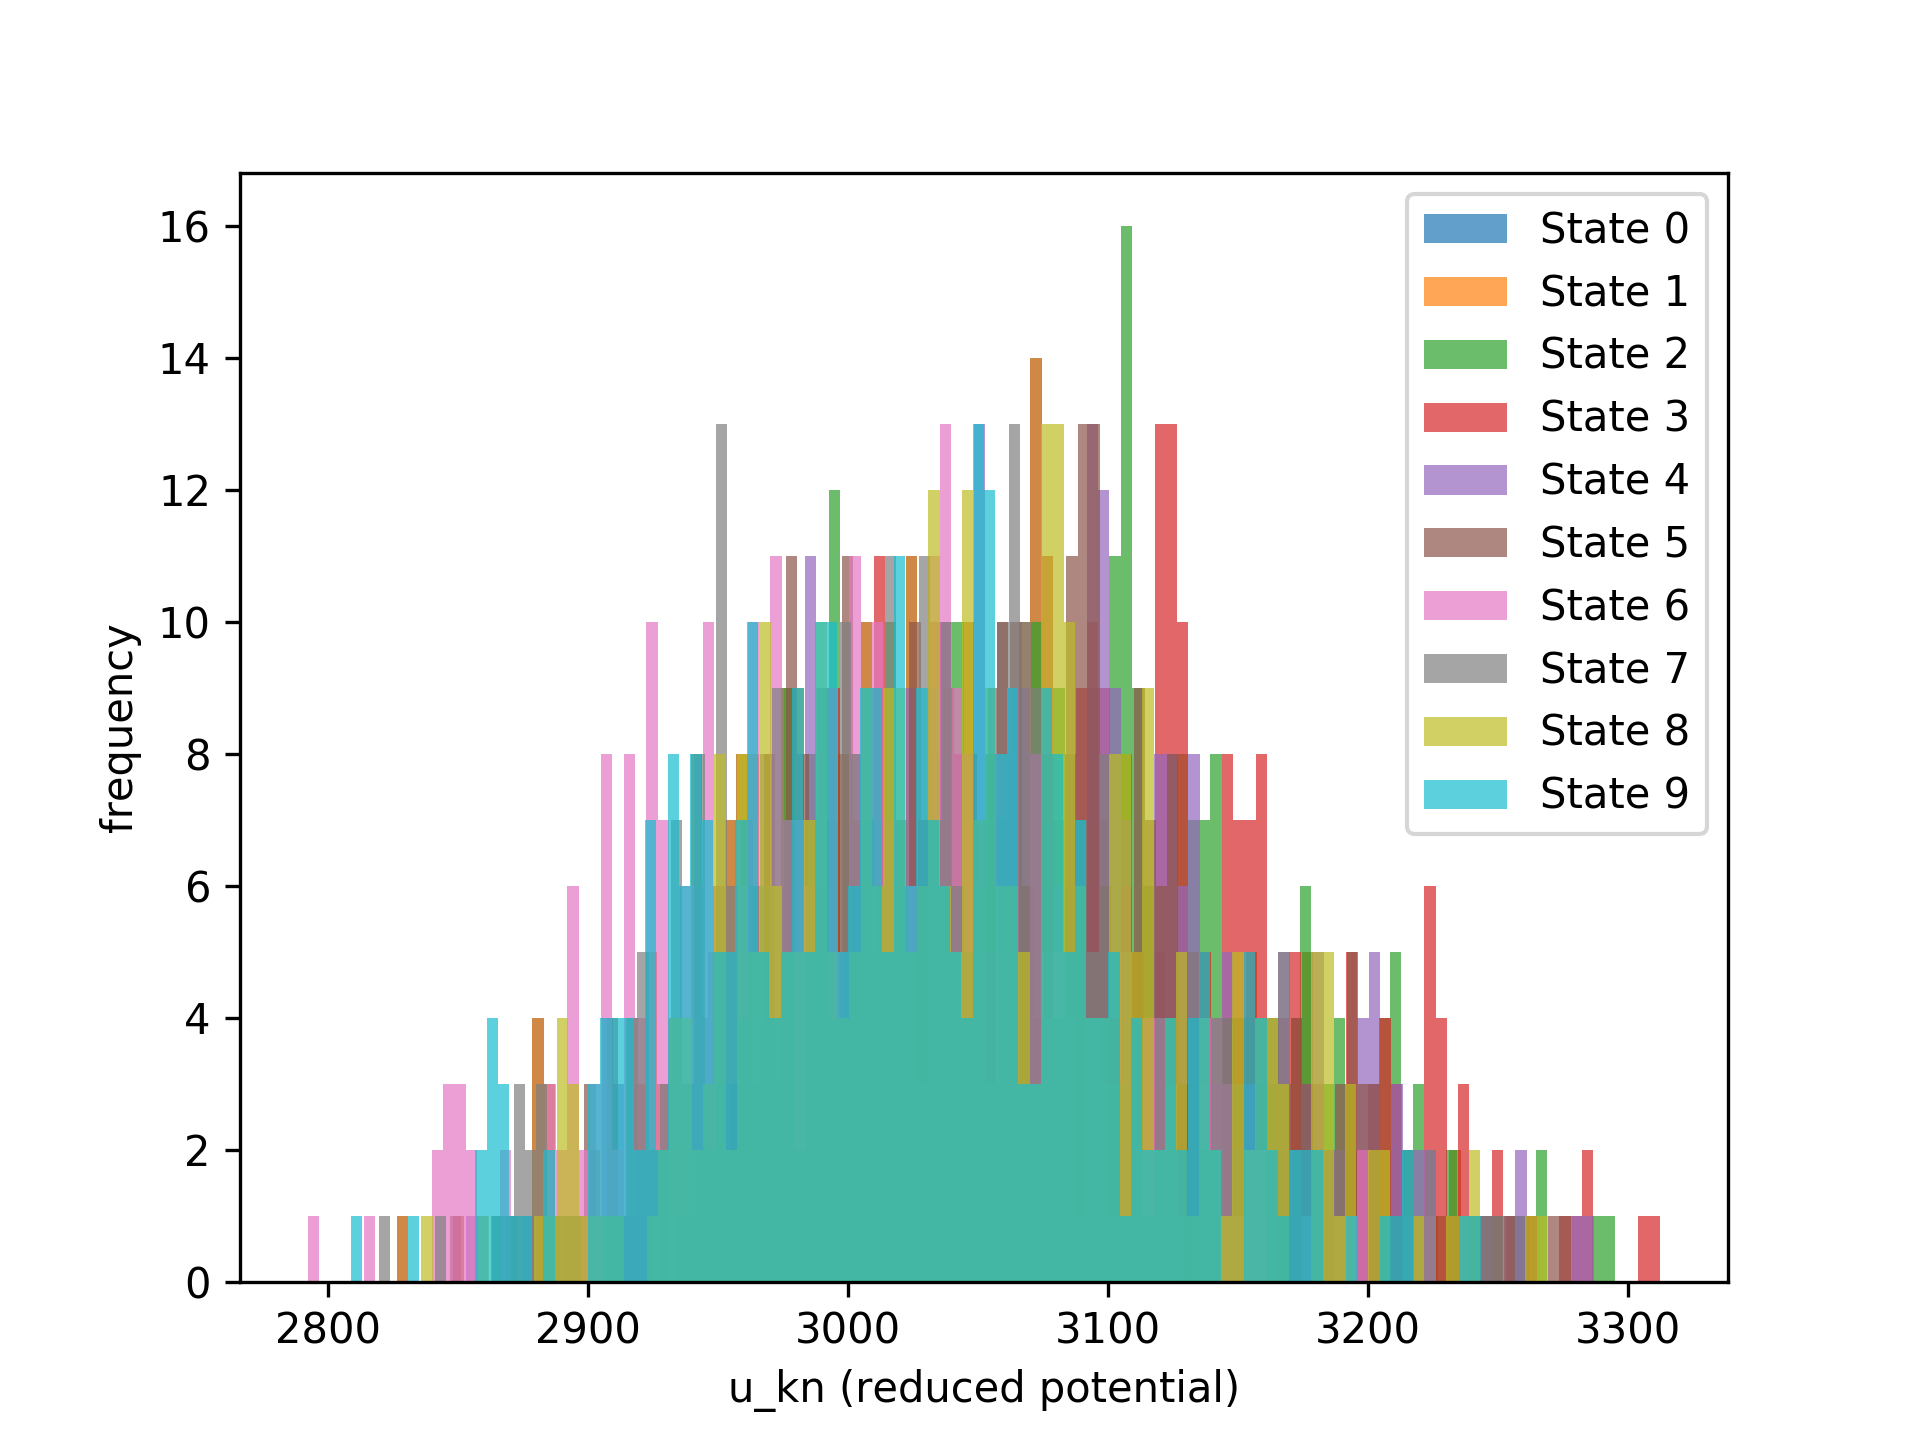 16
14
12
10
8
6
4
2
0
frequency
2800 2900 3000 3100 3200 3300
u_kn (reduced potential)
State 0
State 1
State 2
State 3
State 4
State 5
State 6
State 7
State 8
State 9